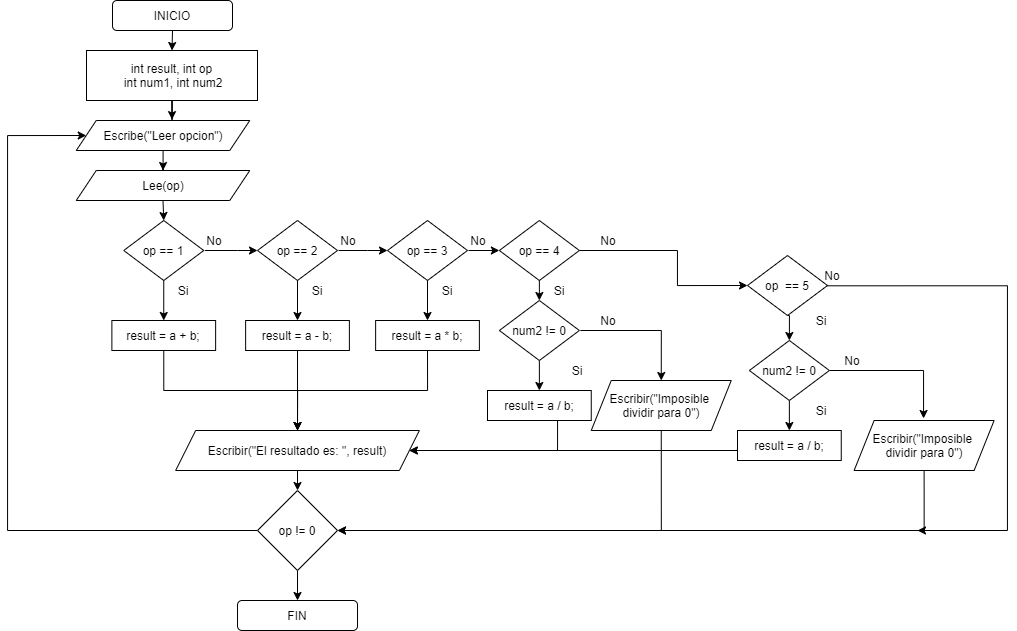 INICIO
int result, int op
int num1, int num2
Escribe("Leer opcion")
Lee(op)
op == 1
No
op == 2
No
op == 3
No
op == 4
No
op == 5
No
Si
Si
Si
Si
Si
result = a + b;
result = a - b;
result = a * b;
num2 != 0
No
num2 != 0
No
Si
Si
result = a / b;
Escribir("Imposible
dividir para 0")
result = a / b;
Escribir("Imposible
dividir para 0")
Escribir("El resultado es: ", result)
op != 0
FIN